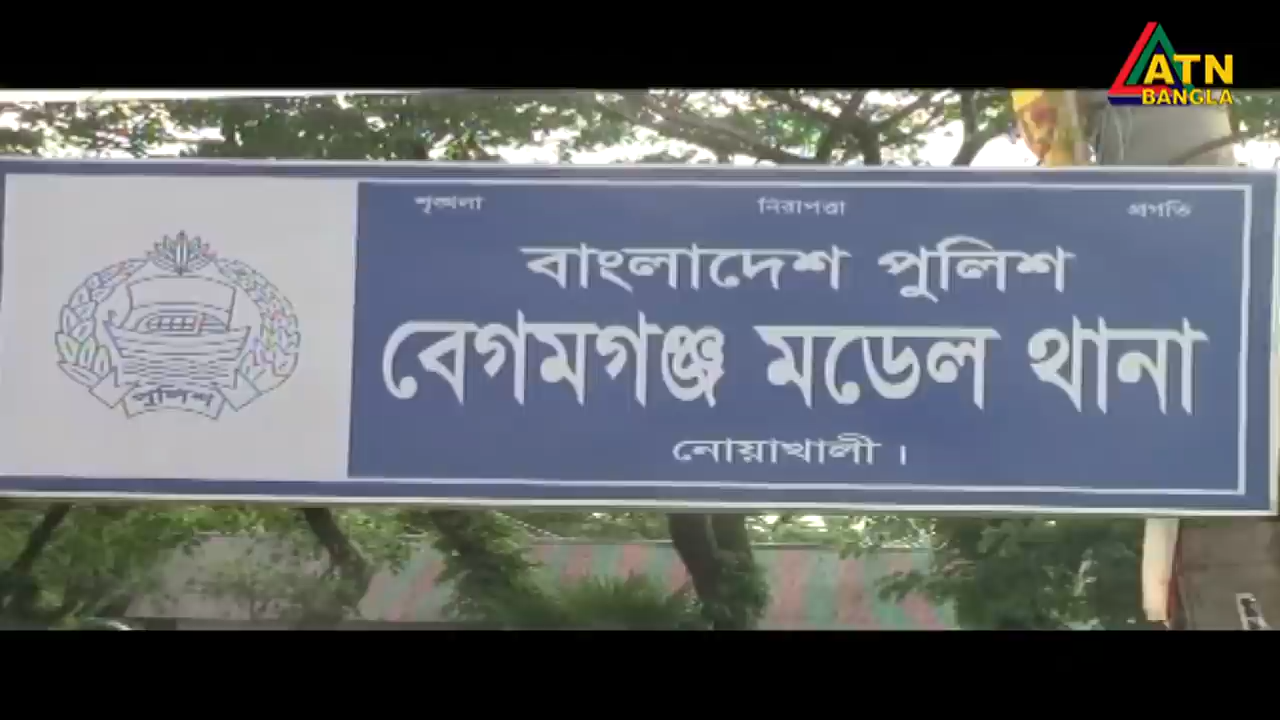 ATN
BANGLA
শৃঙ্খলা নিরাপত্তা প্রগতি
বাংলাদেশ পুলিশ
বেগমগঞ্জ মডেল থানা
নোয়াখালী।
পুলিশ